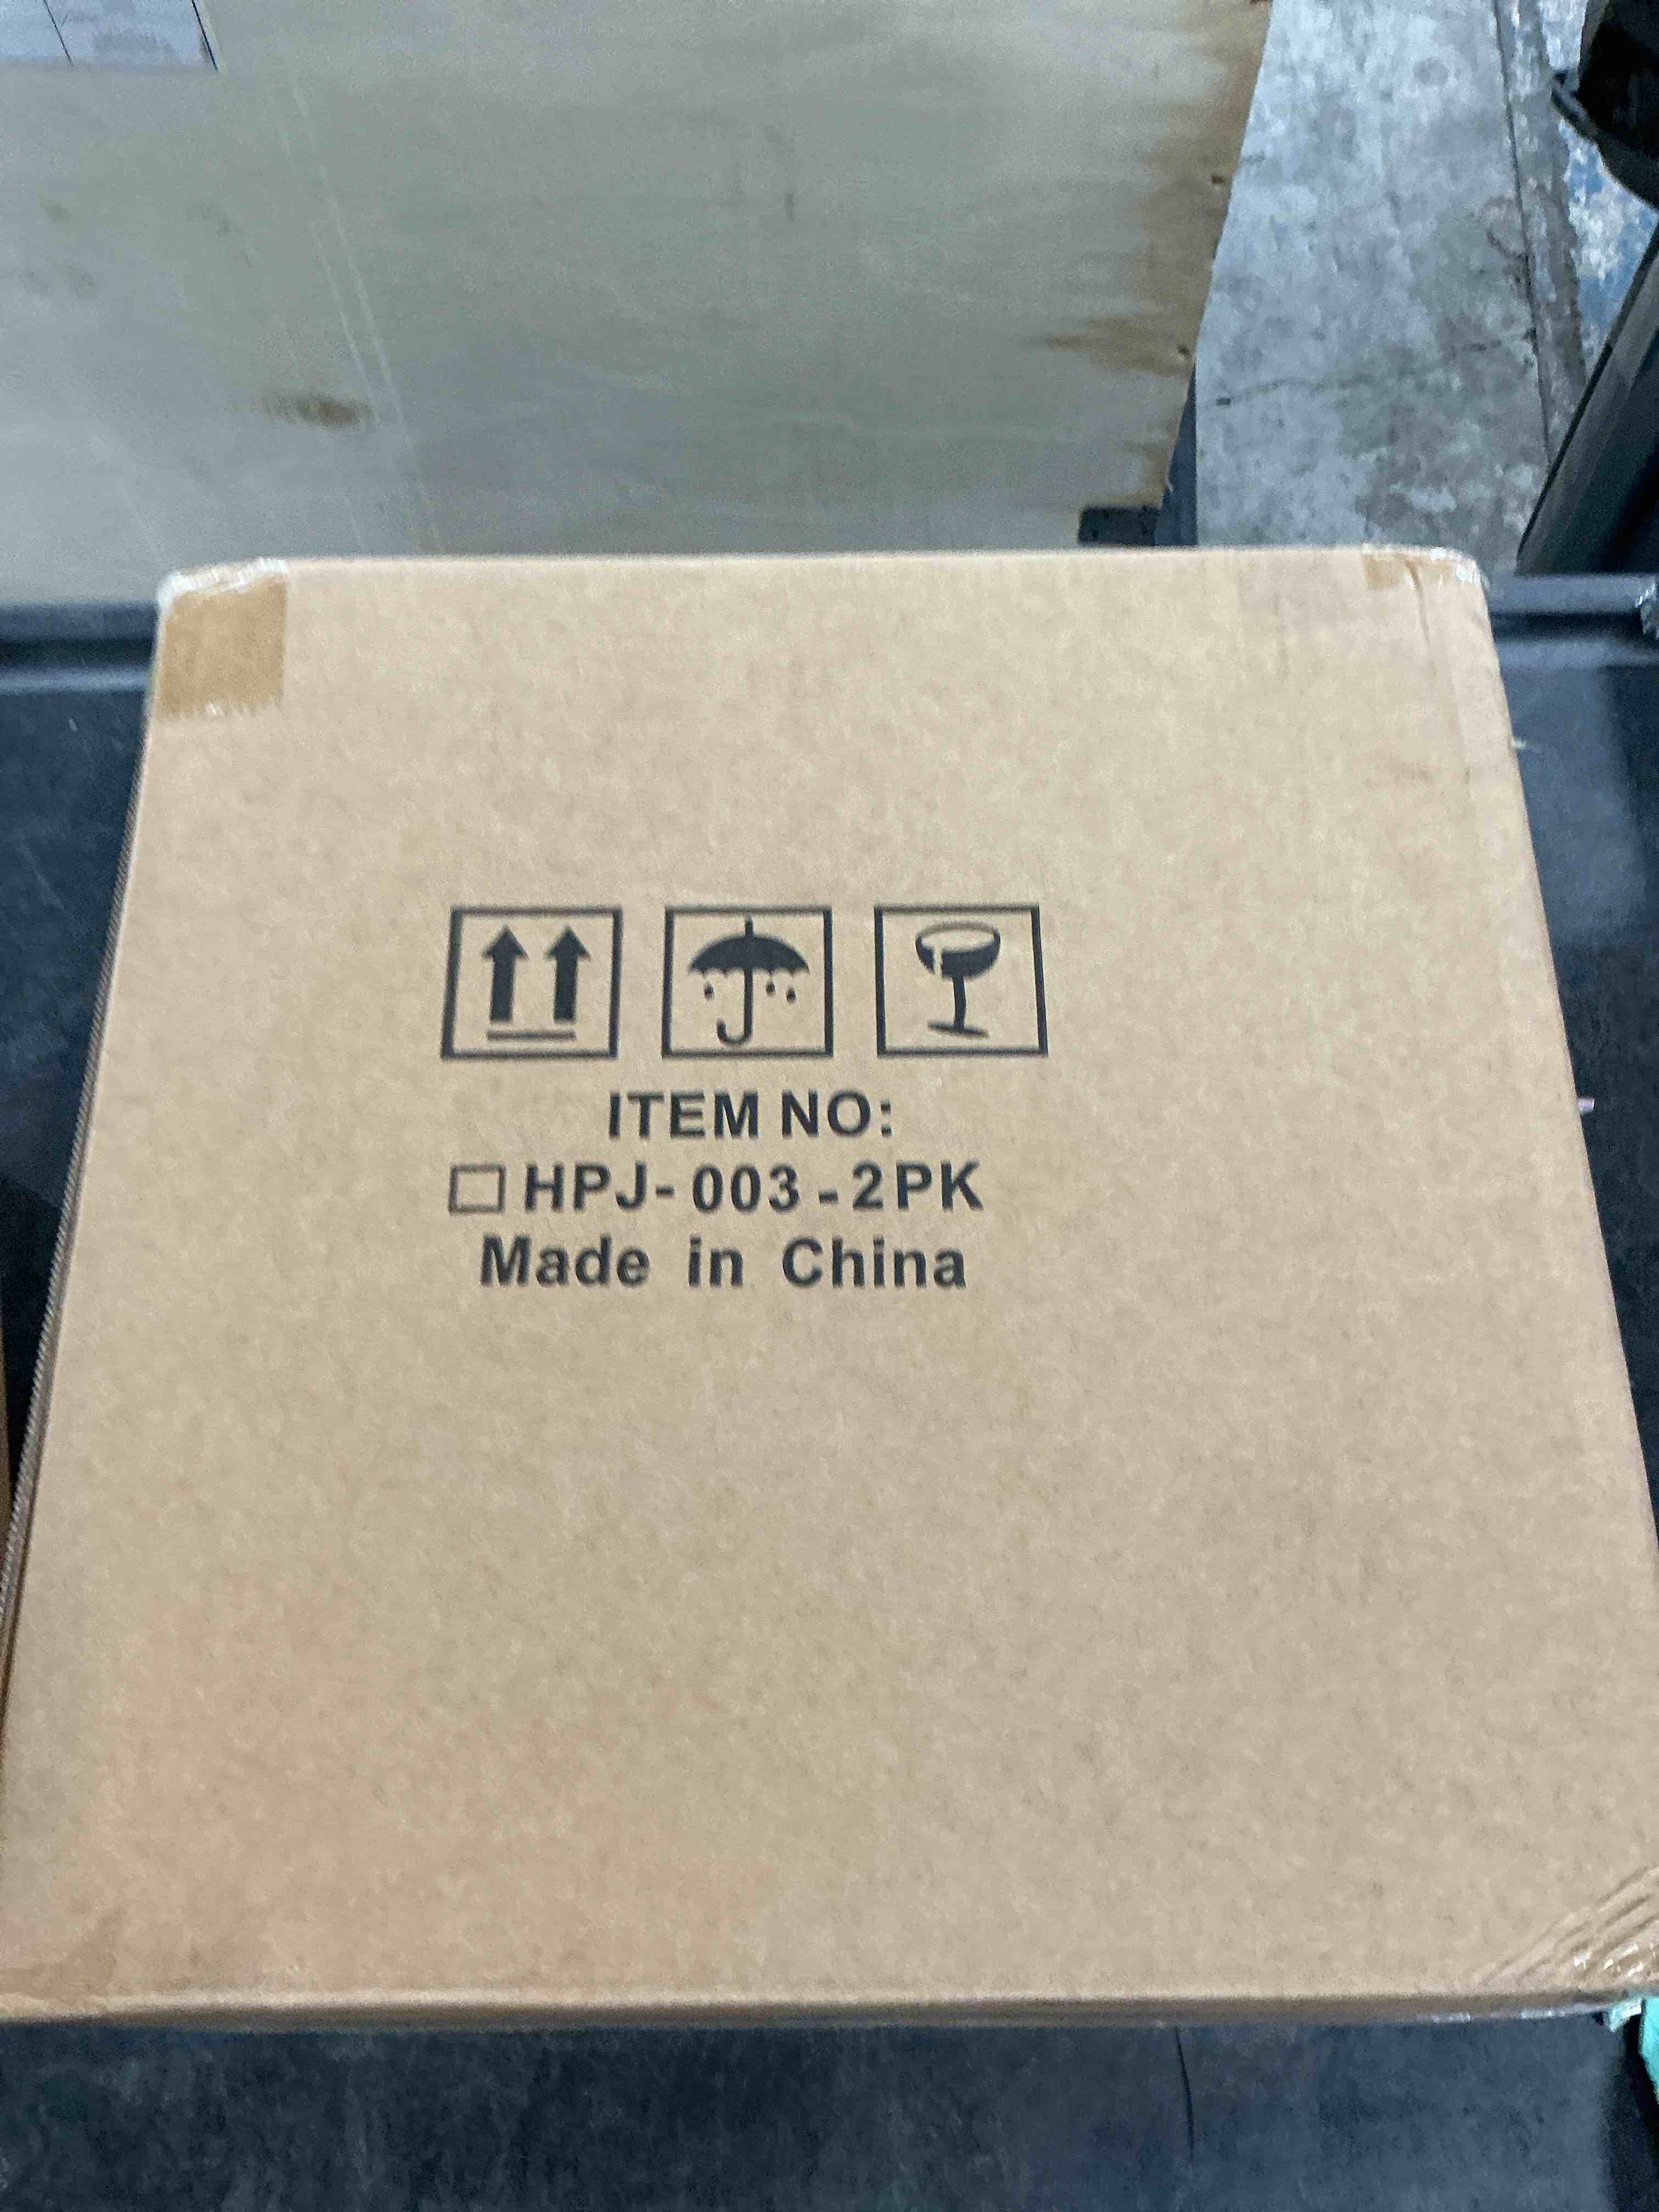 ITEM NO:
HPJ-003-2PK
Made in China